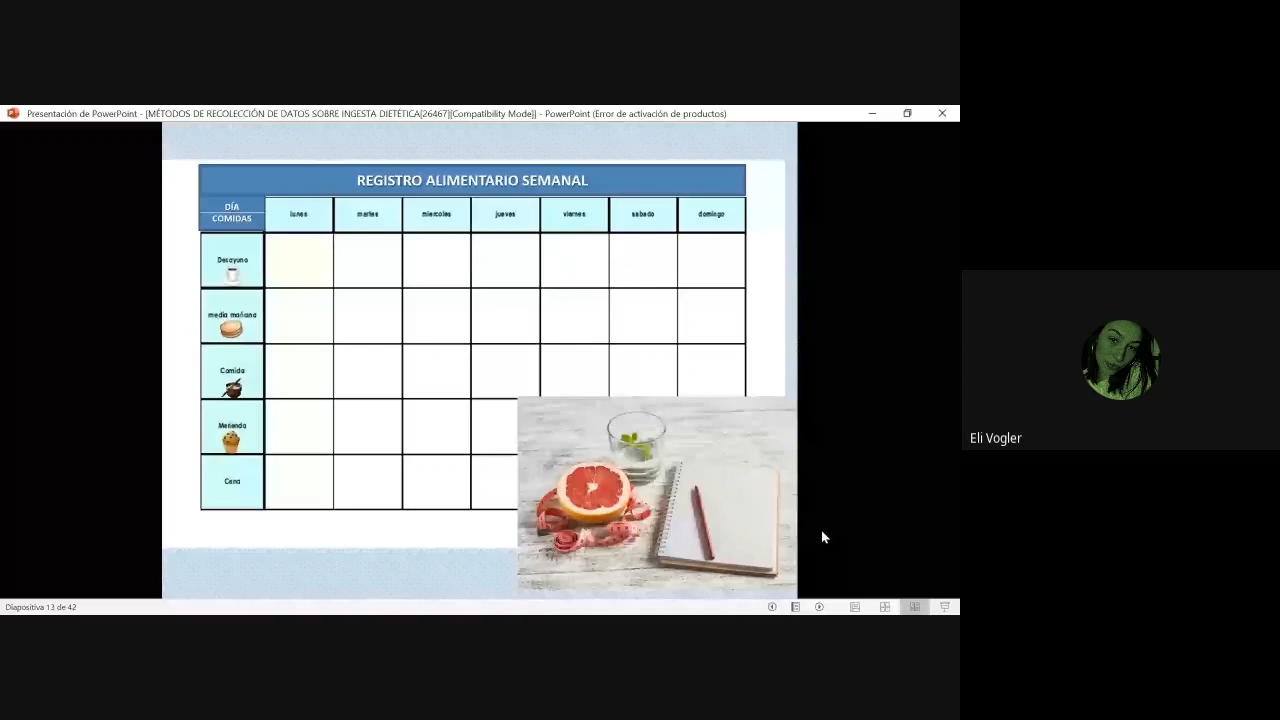 Presentación de PowerPoint - [MÉTODOS DE RECOLECCIÓN DE DATOS SOBRE INGESTA DIETÉTICA[26467][Compatibility Mode]] - PowerPoint (Error de activación de productos)
REGISTRO ALIMENTARIO SEMANAL
DÍA
COMIDAS
lunes martes miercoles jueves viernes sabado domingo
Desayuno
media mañana
Comida
Merienda
Cena
Eli Vogler
Diapositiva 13 de 42